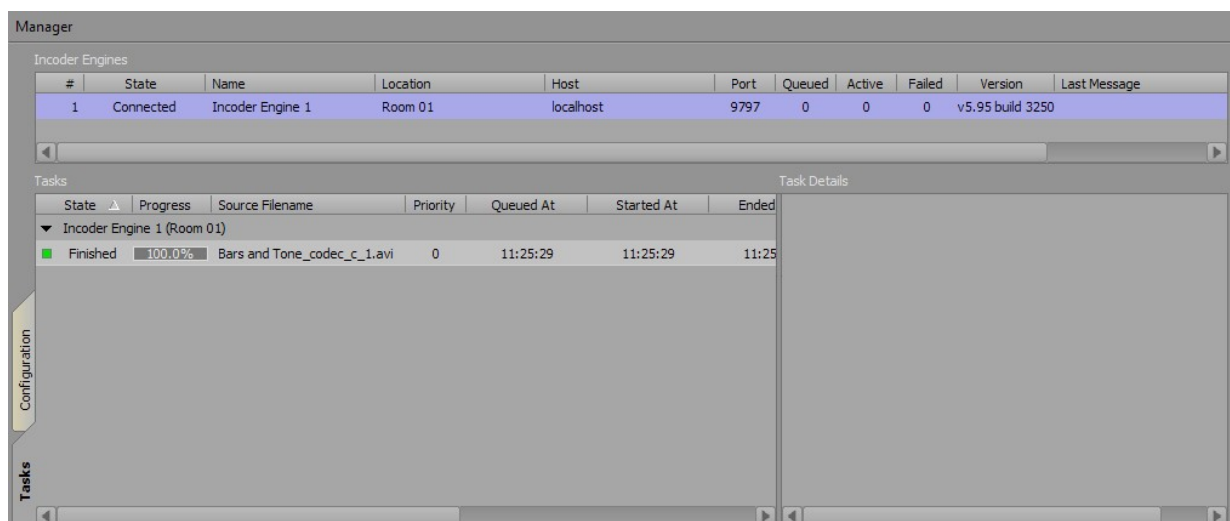 Manager
Incoder Engines
# State Name Location Host Port Queued Active Failed Version Last Message
1 Connected Incoder Engine 1 Room 01 localhost 9797 0 0 0 v5.95 build 3250
Tasks Task Details
State Progress Source Filename Priority Queued At Started At Ended
Incoder Engine 1 (Room 01)
Finished 100.0% Bars and Tone_codec_c_1.avi 0 11:25:29 11:25:29 11:25
Configuration
Tasks